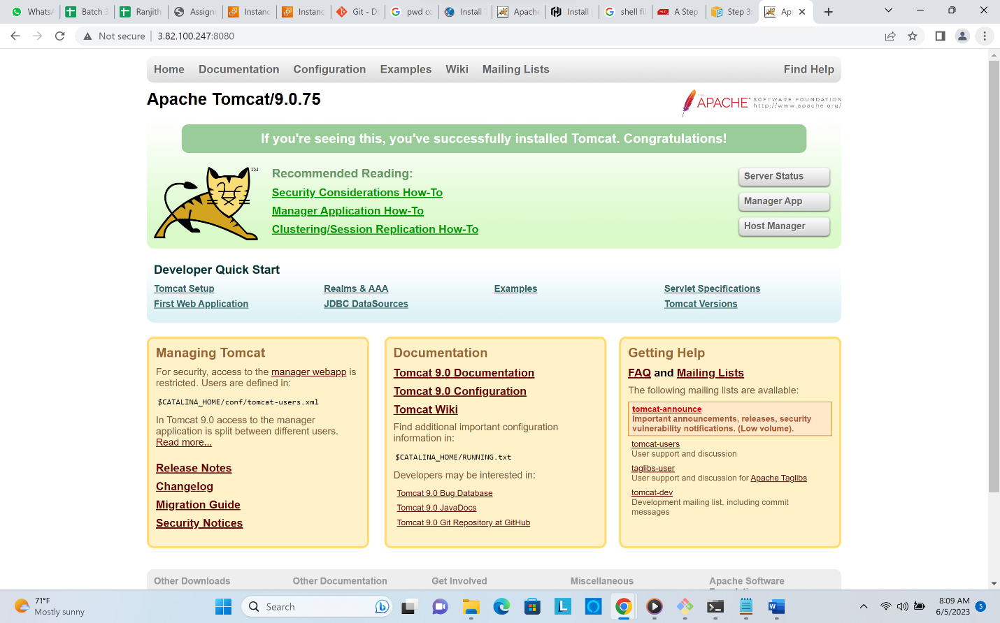 WhatsA
Batch 3
Ranjith
Assignm
Instanc
Instanc
Git - Do
pwd co
Install T
Apache
Install
shell fil
A Step
Step 3:
Ap
Not secure
3.82.100.247:8080
Home Documentation Configuration Examples Wiki Mailing Lists Find Help
Apache Tomcat/9.0.75
THE
APACHE™ SOFTWARE FOUNDATION
http://www.apache.org/
If you're seeing this, you've successfully installed Tomcat. Congratulations!
TM
Recommended Reading:
Security Considerations How-To
Manager Application How-To
Clustering/Session Replication How-To
Server Status
Manager App
Host Manager
Developer Quick Start
Tomcat Setup
First Web Application
Realms & AAA
JDBC DataSources
Examples
Servlet Specifications
Tomcat Versions
Managing Tomcat
For security, access to the manager webapp is
restricted. Users are defined in:
$CATALINA_HOME/conf/tomcat-users.xml
In Tomcat 9.0 access to the manager
application is split between different users.
Read more...
Release Notes
Changelog
Migration Guide
Security Notices
Documentation
Tomcat 9.0 Documentation
Tomcat 9.0 Configuration
Tomcat Wiki
Find additional important configuration
information in:
$CATALINA_HOME/RUNNING.txt
Developers may be interested in:
Tomcat 9.0 Bug Database
Tomcat 9.0 JavaDocs
Tomcat 9.0 Git Repository at GitHub
Getting Help
FAQ and Mailing Lists
The following mailing lists are available:
tomcat-announce
Important announcements, releases, security
vulnerability notifications. (Low volume).
tomcat-users
User support and discussion
taglibs-user
User support and discussion for Apache Taglibs
tomcat-dev
Development mailing list, including commit
messages
Other Downloads
Other Documentation
Get Involved
Miscellaneous
Apache Software
71°F
Mostly sunny
Search
8:09 AM
6/5/2023
5